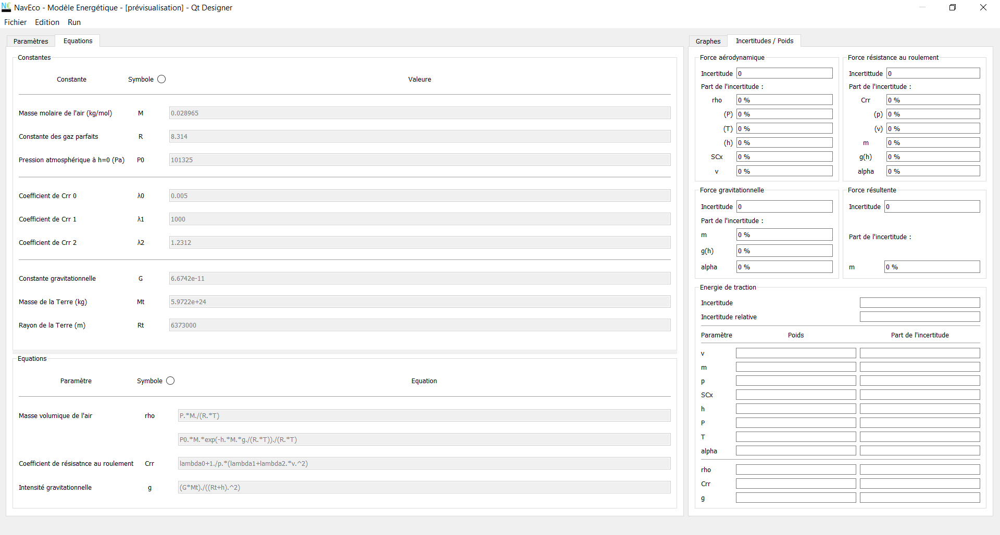 N€ NavEco - Modèle Energétique - [prévisualisation] - Qt Designer
Fichier Edition Run
Paramètres Equations
Constantes
Constante Symbole Valeure
Masse molaire de l'air (kg/mol) M 0.028965
Constante des gaz parfaits R 8.314
Pression atmosphérique à h=0 (Pa) P0 101325
Coefficient de Crr 0 λ0 0.005
Coefficient de Crr 1 λ1 1000
Coefficient de Crr 2 λ2 1.2312
Constante gravitationnelle G 6.6742e-11
Masse de la Terre (kg) Mt 5.9722e+24
Rayon de la Terre (m) Rt 6373000
Equations
Paramètre Symbole Equation
Masse volumique de l'air rho P.*M./(R.*T)
P0.*M.*exp(-h.*M.*g./(R.*T))./(R.*T)
Coefficient de résisatnce au roulement Crr lambda0+1./p.*(lambda1+lambda2.*v.^2)
Intensité gravitationnelle g (G*Mt)./((Rt+h).^2)
Graphes Incertitudes / Poids
Force aérodynamique
Incertitude 0
Part de l'incertitude :
rho 0 %
(P) 0 %
(T) 0 %
(h) 0 %
SCx 0 %
v 0 %
Force résistance au roulement
Incertittude 0
Part de l'incertitude :
Crr 0 %
(p) 0 %
(v) 0 %
m 0 %
g(h) 0 %
alpha 0 %
Force gravitationnelle
Incertitude 0
Part de l'incertitude :
m 0 %
g(h) 0 %
alpha 0 %
Force résultente
Incertitude 0
Part de l'incertitude :
m 0 %
Energie de traction
Incertitude
Incertitude relative
Paramètre Poids Part de l'incertitude
v
m
p
SCx
h
P
T
alpha
rho
Crr
g